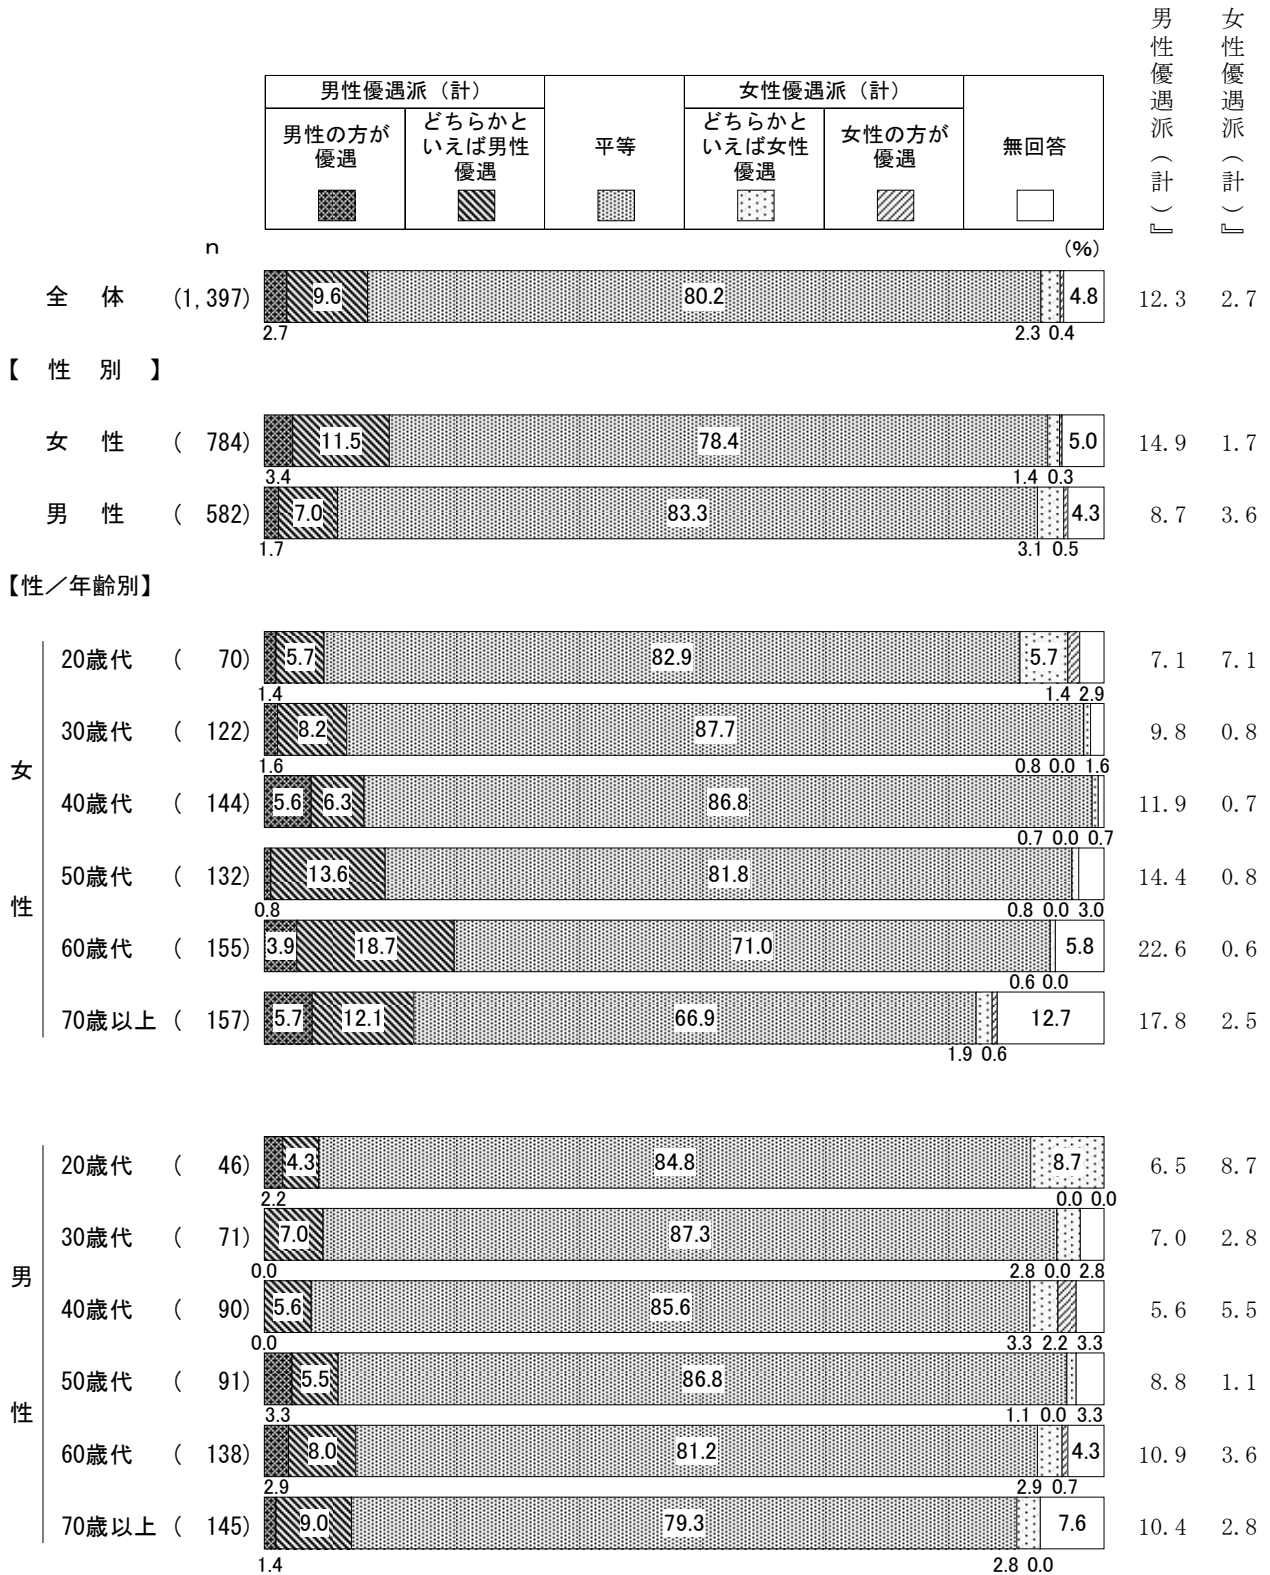 男性優遇派（計）』
女性優遇派（計）』
男性優遇派（計） 女性優遇派（計）
男性の方が優遇 どちらかといえば男性優遇 平等 どちらかといえば女性優遇 女性の方が優遇 無回答
n (%)
全 体 (1,397) 9.6 80.2 4.8 12.3 2.7
2.7 2.3 0.4
【 性 別 】
女 性 ( 784) 11.5 78.4 5.0 14.9 1.7
3.4 1.4 0.3
男 性 ( 582) 7.0 83.3 4.3 8.7 3.6
1.7 3.1 0.5
【性／年齢別】
女性
20歳代 ( 70) 5.7 82.9 5.7 7.1 7.1
1.4 1.4 2.9
30歳代 ( 122) 8.2 87.7 9.8 0.8
1.6 0.8 0.0 1.6
40歳代 ( 144) 5.6 6.3 86.8 11.9 0.7
0.7 0.0 0.7
50歳代 ( 132) 13.6 81.8 14.4 0.8
0.8 0.8 0.0 3.0
60歳代 ( 155) 3.9 18.7 71.0 5.8 22.6 0.6
0.6 0.0
70歳以上 ( 157) 5.7 12.1 66.9 12.7 17.8 2.5
1.9 0.6
男性
20歳代 ( 46) 4.3 84.8 8.7 6.5 8.7
2.2 0.0 0.0
30歳代 ( 71) 7.0 87.3 7.0 2.8
0.0 2.8 0.0 2.8
40歳代 ( 90) 5.6 85.6 5.6 5.5
0.0 3.3 2.2 3.3
50歳代 ( 91) 5.5 86.8 8.8 1.1
3.3 1.1 0.0 3.3
60歳代 ( 138) 8.0 81.2 4.3 10.9 3.6
2.9 2.9 0.7
70歳以上 ( 145) 9.0 79.3 7.6 10.4 2.8
1.4 2.8 0.0